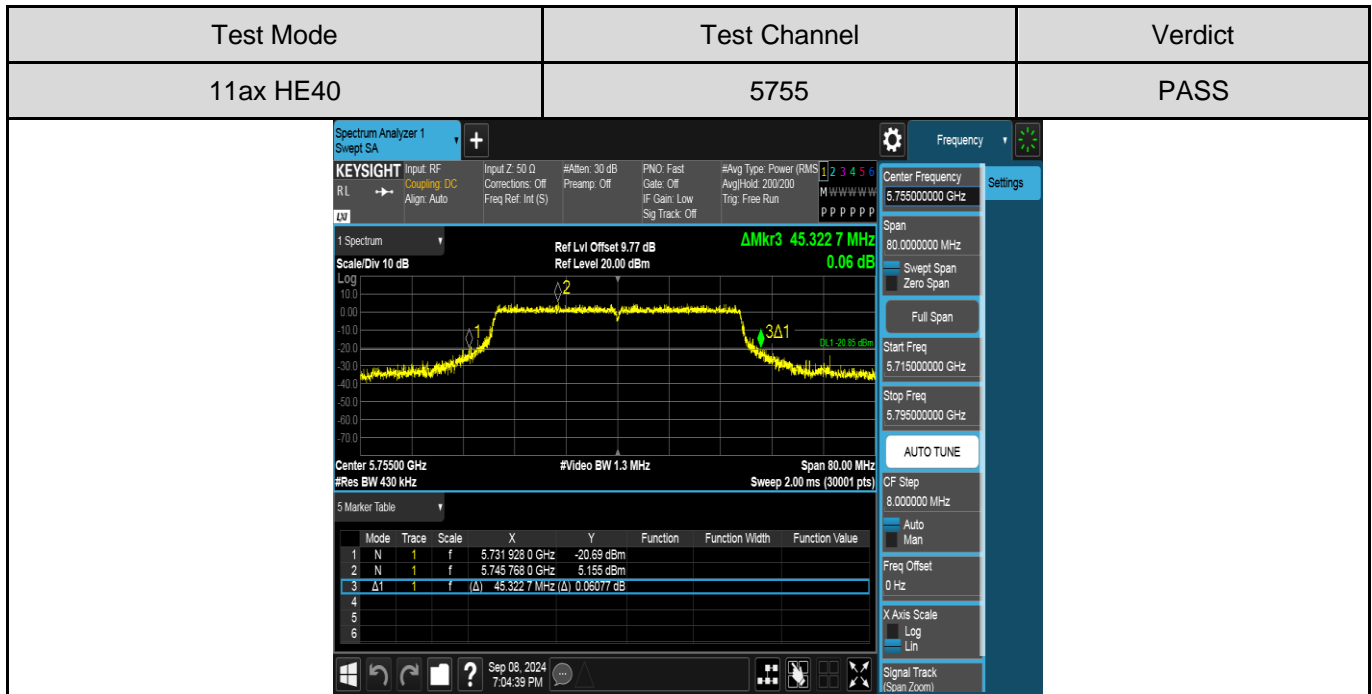 Test Mode Test Channel Verdict
11ax HE40 5755 PASS
Spectrum Analyzer 1
Swept SA
+
Frequency
KEYSIGHT
RL
LXI
Input: RF
Coupling: DC
Align: Auto
Input Z: 50 Ω
Corrections: Off
Freq Ref: Int (S)
#Atten: 30 dB
Preamp: Off
PNO: Fast
Gate: Off
IF Gain: Low
Sig Track: Off
#Avg Type: Power (RMS
Avg|Hold: 200/200
Trig: Free Run
1 2 3 4 5 6
M W W W W W
P P P P P P
1 Spectrum
Scale/Div 10 dB
Ref Lvl Offset 9.77 dB
Ref Level 20.00 dBm
ΔMkr3 45.322 7 MHz
0.06 dB
Log
10.0
0.00
-10.0
-20.0
-30.0
-40.0
-50.0
-60.0
-70.0
2
1
3Δ1
DL1 -20.85 dBm
Center 5.75500 GHz #Video BW 1.3 MHz Span 80.00 MHz
#Res BW 430 kHz Sweep 2.00 ms (30001 pts)
5 Marker Table
Mode Trace Scale X Y Function Function Width Function Value
1 N 1 f 5.731 928 0 GHz -20.69 dBm
2 N 1 f 5.745 768 0 GHz 5.155 dBm
3 Δ1 1 f (Δ) 45.322 7 MHz (Δ) 0.06077 dB
4
5
6
?
Sep 08, 2024
7:04:39 PM
Center Frequency
5.755000000 GHz
Settings
Span
80.0000000 MHz
Swept Span
Zero Span
Full Span
Start Freq
5.715000000 GHz
Stop Freq
5.795000000 GHz
AUTO TUNE
CF Step
8.000000 MHz
Auto
Man
Freq Offset
0 Hz
X Axis Scale
Log
Lin
Signal Track
(Span Zoom)